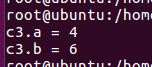 root@ubuntu:/home
c3.a = 4
c3.b = 6
root@ubuntu:/home